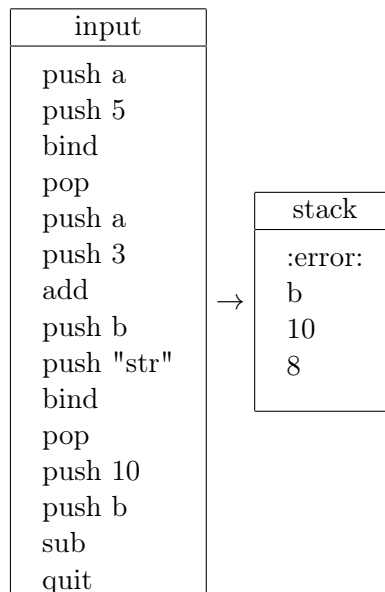 input
push a
push 5
bind
pop
push a
push 3
add
push b
push "str"
bind
pop
push 10
push b
sub
quit
→
stack
:error:
b
10
8